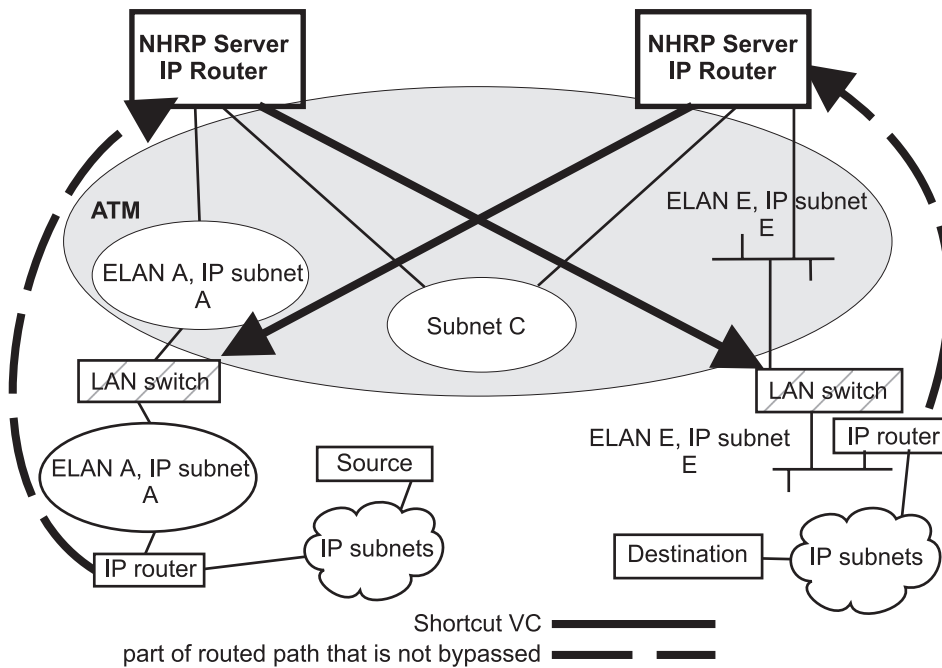 NHRP Server
IP Router
NHRP Server
IP Router
ATM
ELAN E, IP subnet
E
ELAN A, IP subnet
A
Subnet C
LAN switch
LAN switch
ELAN E, IP subnet
E
IP router
ELAN A, IP subnet
A
Source
IP subnets
IP router
Destination
IP subnets
Shortcut VC
part of routed path that is not bypassed